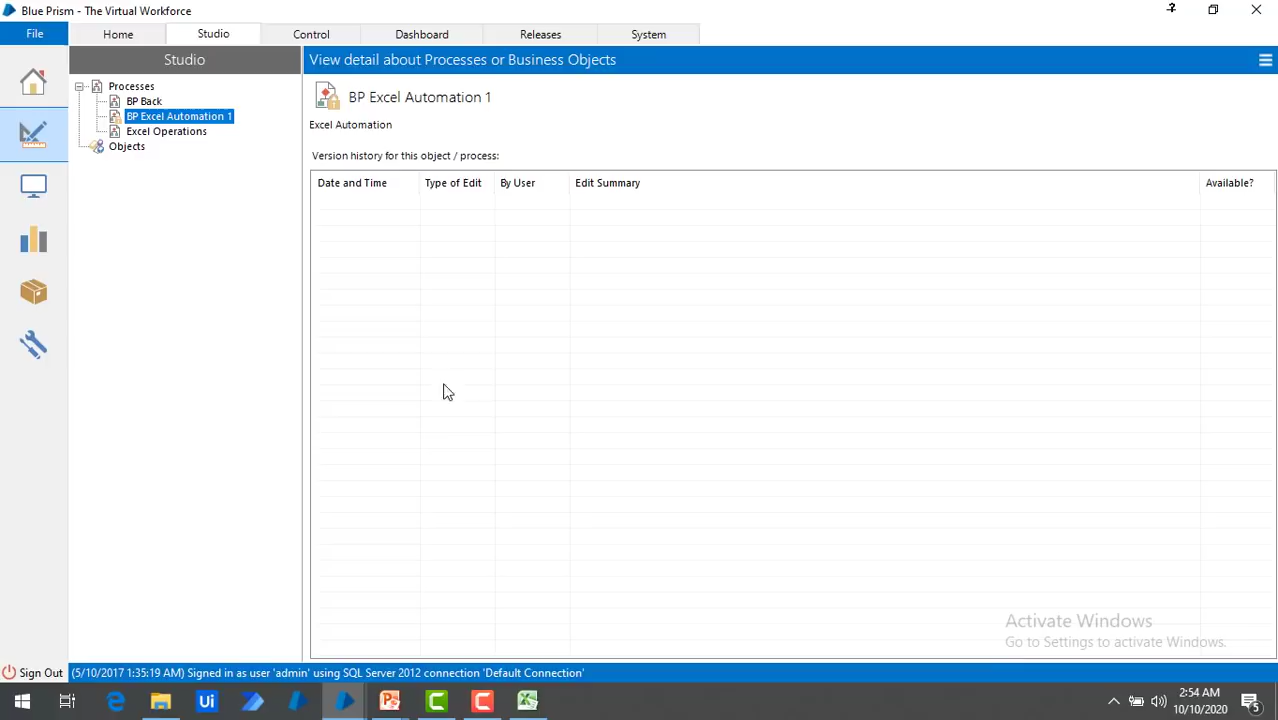 Blue Prism - The Virtual Workforce
File
Home
Studio
Control
Dashboard
Releases
System
Studio
View detail about Processes or Business Objects
Processes
BP Back
BP Excel Automation 1
Excel Operations
Objects
BP Excel Automation 1
Excel Automation
Version history for this object / process:
Date and Time
Type of Edit
By User
Edit Summary
Available?
Activate Windows
Go to Settings to activate Windows.
Sign Out
(5/10/2017 1:35:19 AM) Signed in as user 'admin' using SQL Server 2012 connection 'Default Connection'
Ui
2:54 AM
10/10/2020
5